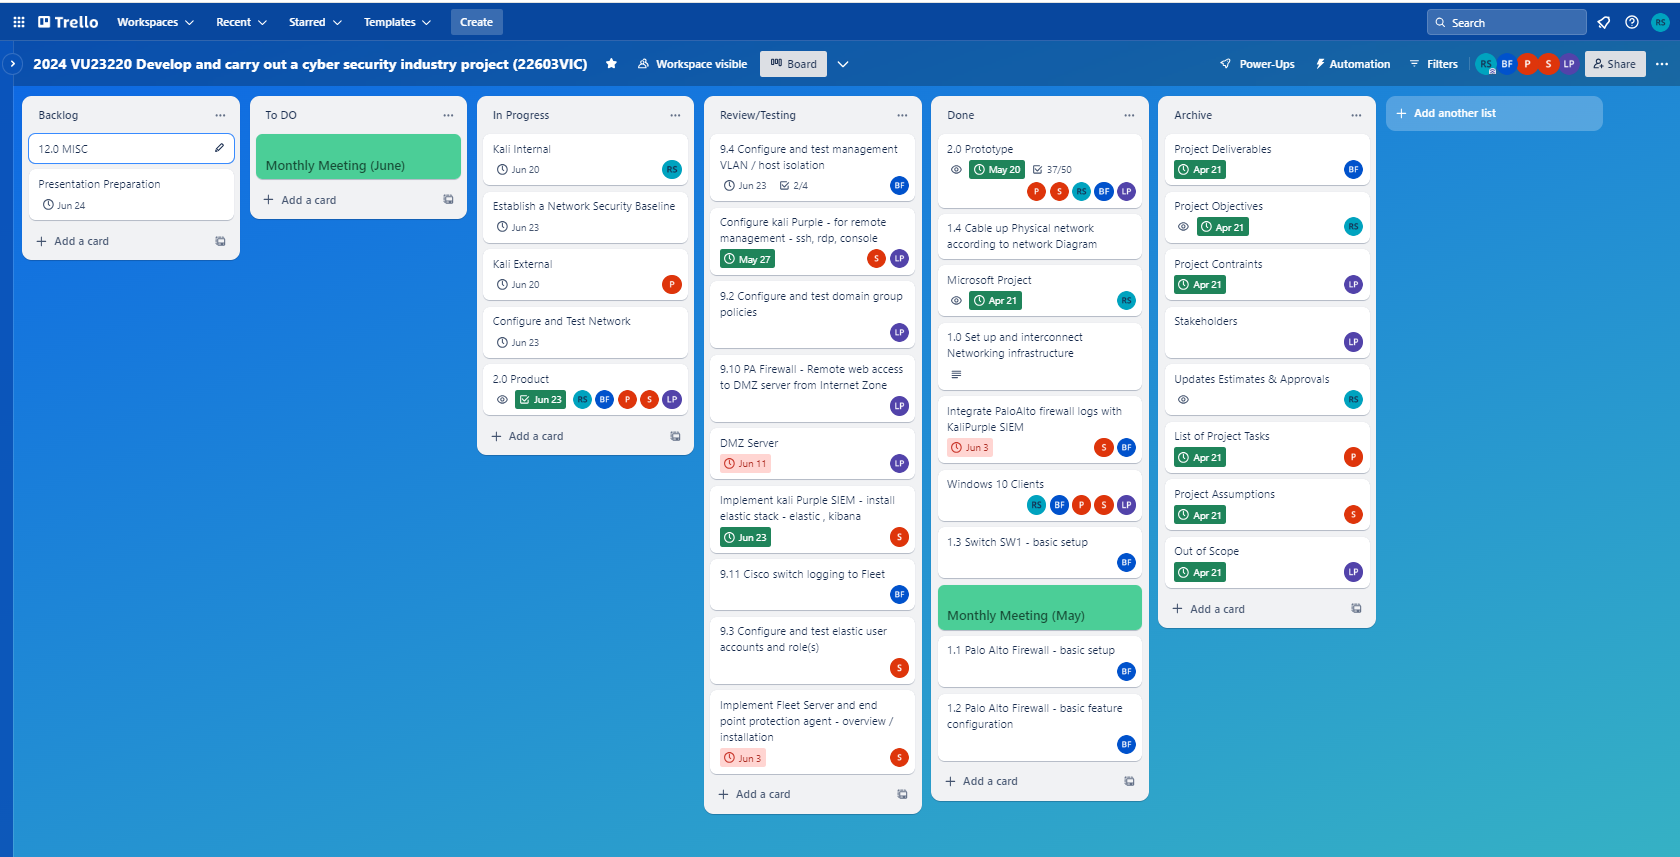 Trello
Workspaces
Recent
Starred
Templates
Create
Search
RS
2024 VU23220 Develop and carry out a cyber security industry project (22603VIC)
Workspace visible
Board
Power-Ups
Automation
Filters
RS
BF
P
S
LP
Share
Backlog
12.0 MISC
Presentation Preparation
Jun 24
Add a card
To DO
Monthly Meeting (June)
Add a card
In Progress
Kali Internal
Jun 20
RS
Establish a Network Security Baseline
Jun 23
Kali External
Jun 20
P
Configure and Test Network
Jun 23
2.0 Product
Jun 23
RS
BF
P
S
LP
Add a card
Review/Testing
9.4 Configure and test management
VLAN / host isolation
Jun 23
2/4
BF
Configure kali Purple - for remote
management - ssh, rdp, console
May 27
S
LP
9.2 Configure and test domain group
policies
LP
9.10 PA Firewall - Remote web access
to DMZ server from Internet Zone
LP
DMZ Server
Jun 11
LP
Implement kali Purple SIEM - install
elastic stack - elastic , kibana
Jun 23
S
9.11 Cisco switch logging to Fleet
BF
9.3 Configure and test elastic user
accounts and role(s)
S
Implement Fleet Server and end
point protection agent - overview /
installation
Jun 3
S
Add a card
Done
2.0 Prototype
May 20
37/50
P
S
RS
BF
LP
1.4 Cable up Physical network
according to network Diagram
Microsoft Project
Apr 21
RS
1.0 Set up and interconnect
Networking infrastructure
Integrate PaloAlto firewall logs with
KaliPurple SIEM
Jun 3
S
BF
Windows 10 Clients
RS
BF
P
S
LP
1.3 Switch SW1 - basic setup
BF
Monthly Meeting (May)
1.1 Palo Alto Firewall - basic setup
BF
1.2 Palo Alto Firewall - basic feature
configuration
BF
Add a card
Archive
Project Deliverables
Apr 21
BF
Project Objectives
Apr 21
RS
Project Contraints
Apr 21
LP
Stakeholders
LP
Updates Estimates & Approvals
RS
List of Project Tasks
Apr 21
P
Project Assumptions
Apr 21
S
Out of Scope
Apr 21
LP
Add a card
Add another list